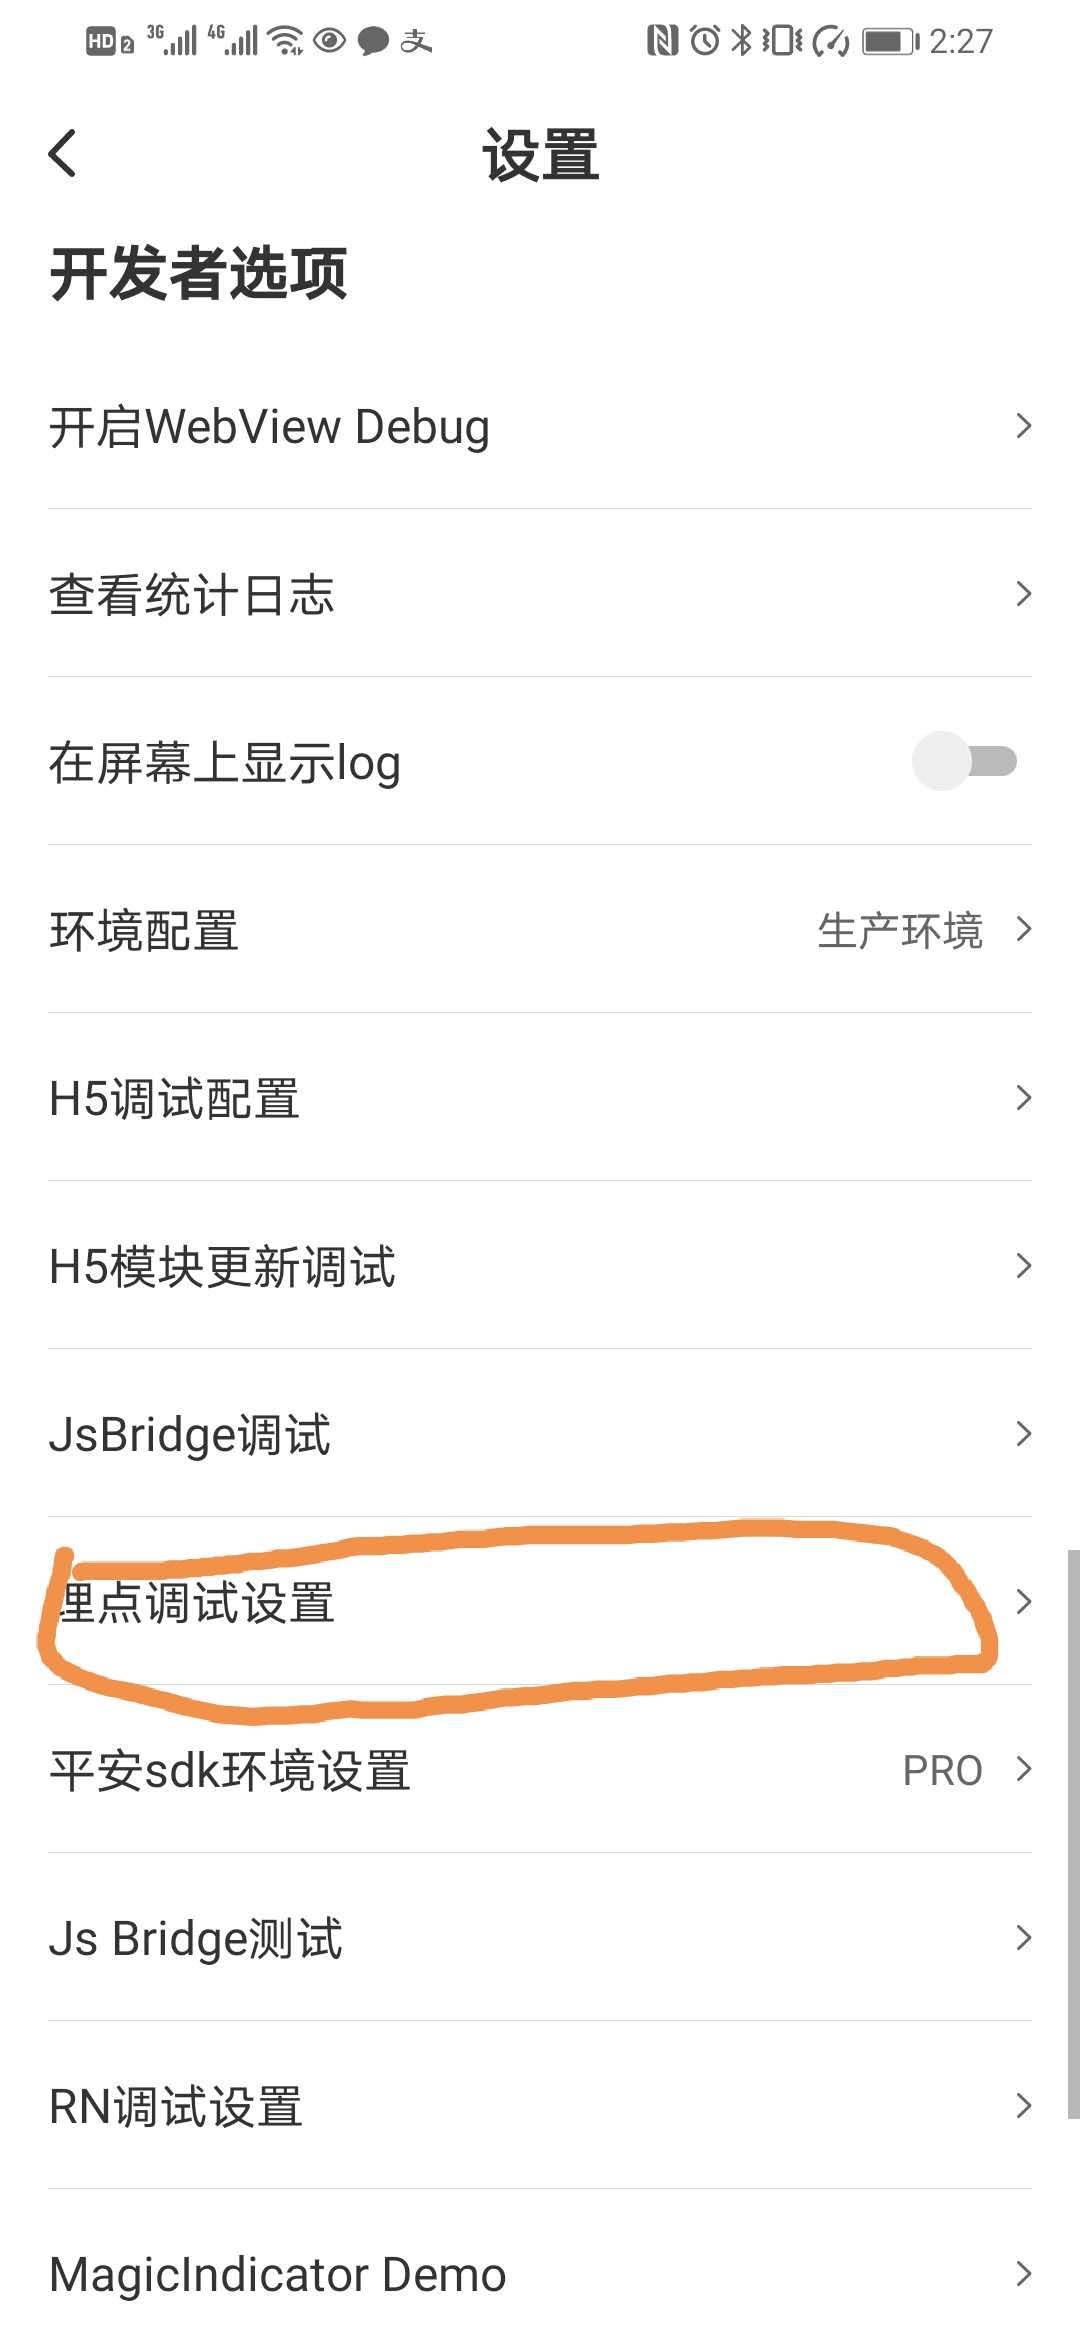 HD 2 3G 4G 支 2:27
设置
开发者选项
开启WebView Debug
查看统计日志
在屏幕上显示log
环境配置 生产环境
H5调试配置
H5模块更新调试
JsBridge调试
埋点调试设置
平安sdk环境设置 PRO
Js Bridge测试
RN调试设置
MagicIndicator Demo